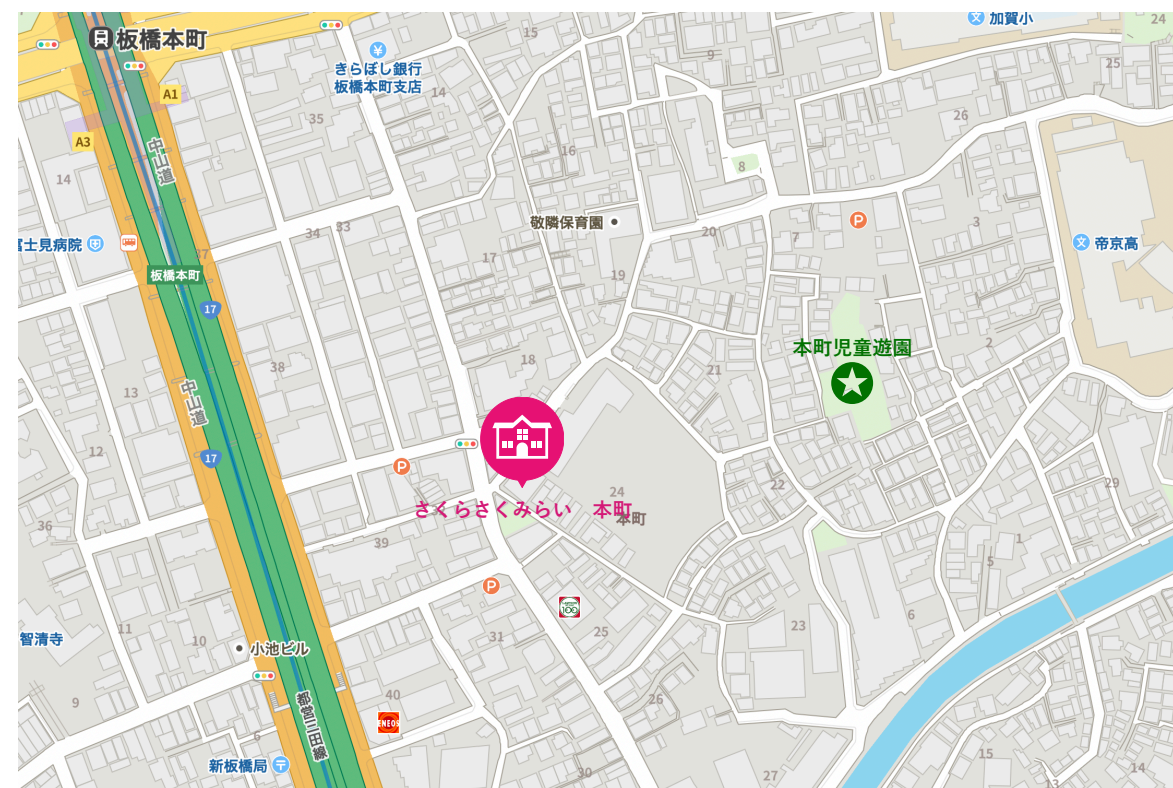 加賀小
24
板橋本町
15
9
きらぼし銀行
板橋本町支店
25
A1
14
35
26
A3
中山道
16
8
14
33
34
敬隣保育園
20
7
3
富士見病院
帝京高
37
17
19
板橋本町
17
本町児童遊園
2
18
38
21
13
中山道
12
17
P
P
24
22
29
さくらさくみらい 本町
本町
36
39
1
5
P
100
6
智清寺
11
10
小池ビル
31
25
23
9
40
26
都営三田線
ENEOS
6
新板橋局
30
27
15
14
13